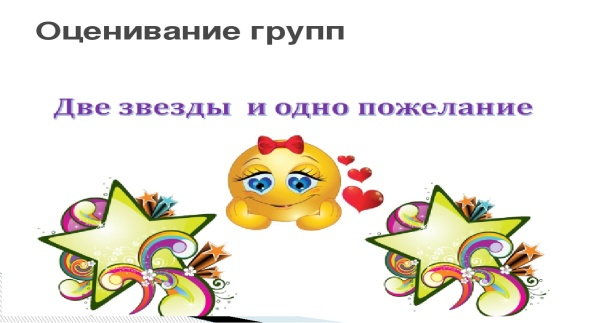 Оценивание групп
Две звезды и одно пожелание